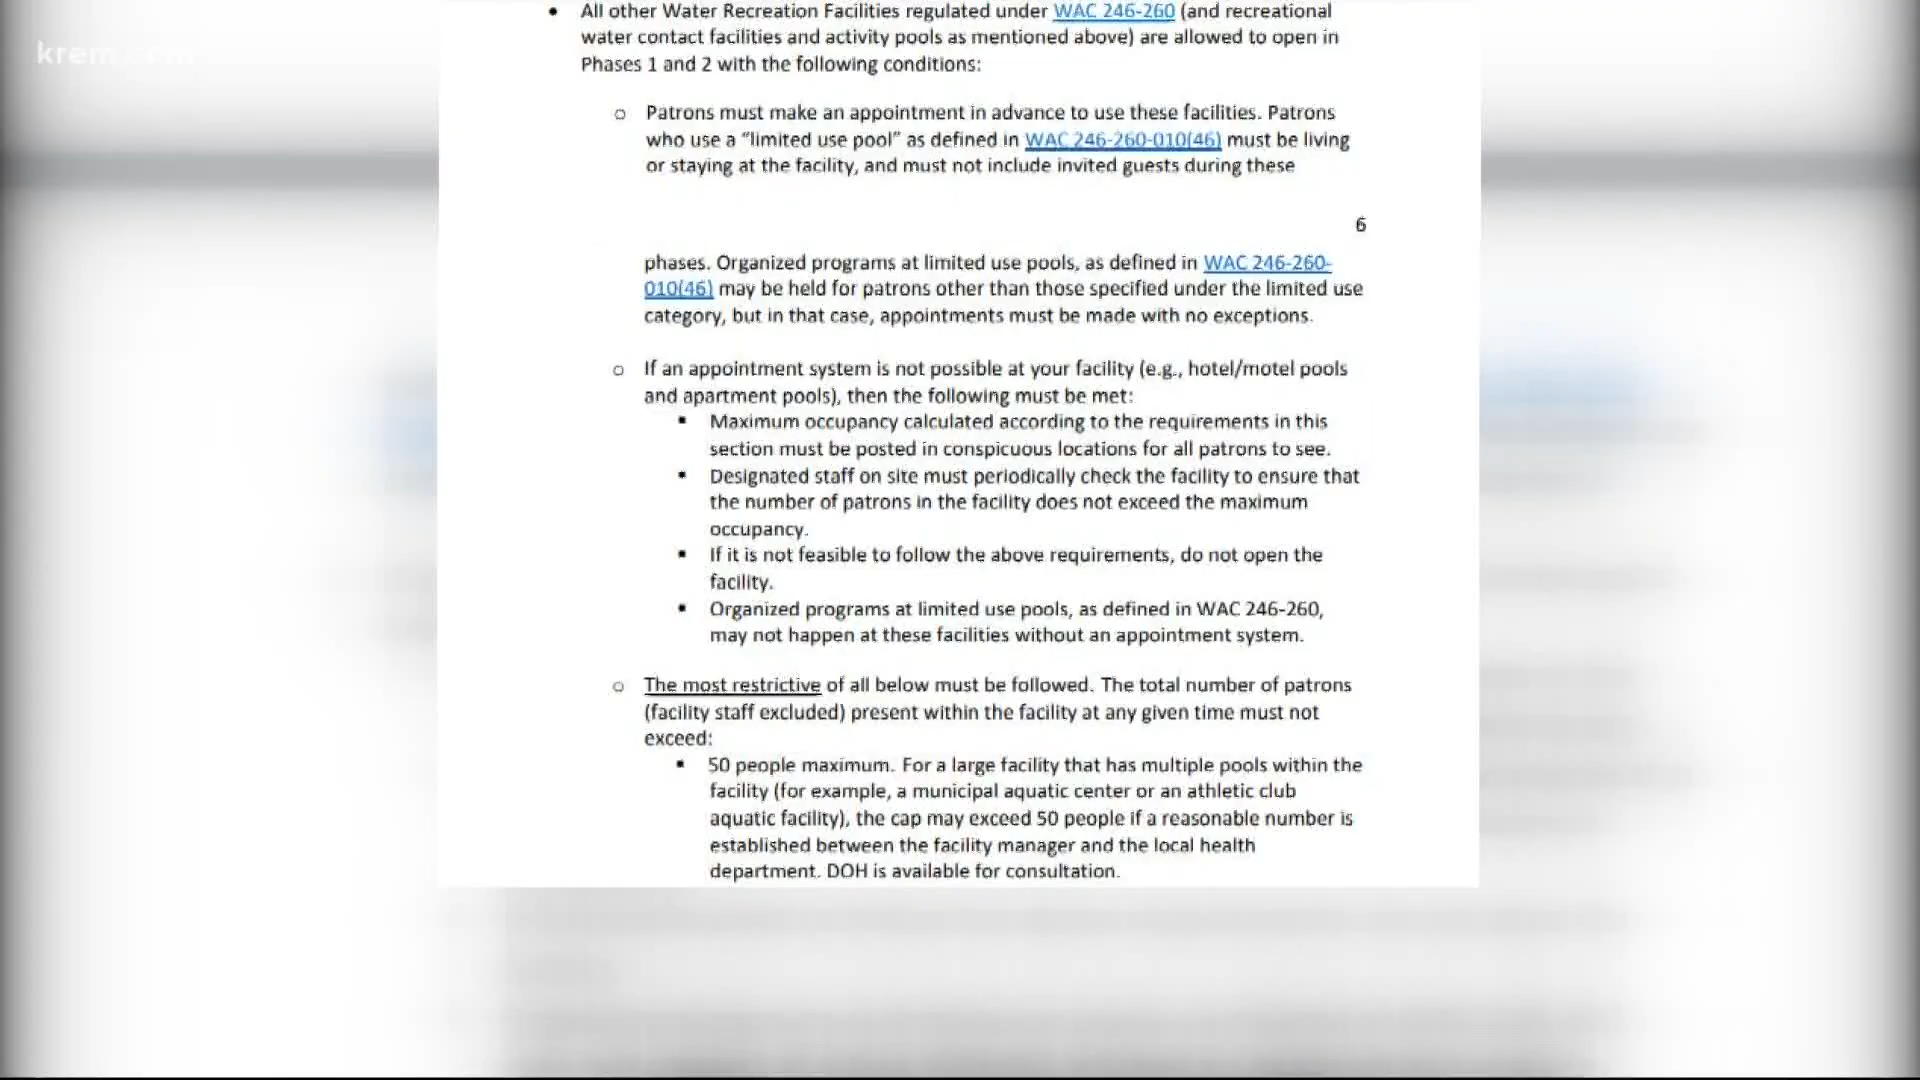 krem.com
• All other Water Recreation Facilities regulated under WAC 246-260 (and recreational
water contact facilities and activity pools as mentioned above) are allowed to open in
Phases 1 and 2 with the following conditions:
o Patrons must make an appointment in advance to use these facilities. Patrons
who use a "limited use pool" as defined in WAC 246-260-010(46) must be living
or staying at the facility, and must not include invited guests during these
6
phases. Organized programs at limited use pools, as defined in WAC 246-260-
010(46) may be held for patrons other than those specified under the limited use
category, but in that case, appointments must be made with no exceptions.
o If an appointment system is not possible at your facility (e.g., hotel/motel pools
and apartment pools), then the following must be met:
▪ Maximum occupancy calculated according to the requirements in this
section must be posted in conspicuous locations for all patrons to see.
▪ Designated staff on site must periodically check the facility to ensure that
the number of patrons in the facility does not exceed the maximum
occupancy.
▪ If it is not feasible to follow the above requirements, do not open the
facility.
▪ Organized programs at limited use pools, as defined in WAC 246-260,
may not happen at these facilities without an appointment system.
o The most restrictive of all below must be followed. The total number of patrons
(facility staff excluded) present within the facility at any given time must not
exceed:
▪ 50 people maximum. For a large facility that has multiple pools within the
facility (for example, a municipal aquatic center or an athletic club
aquatic facility), the cap may exceed 50 people if a reasonable number is
established between the facility manager and the local health
department. DOH is available for consultation.